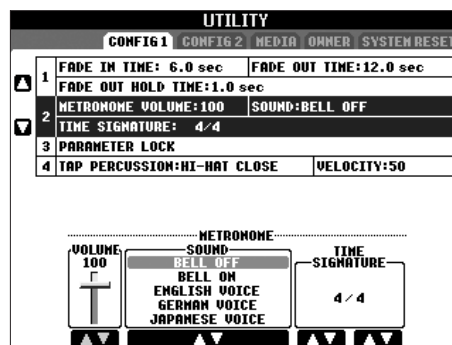 UTILITY
CONFIG 1 CONFIG 2 MEDIA OWNER SYSTEM RESET
1 FADE IN TIME: 6.0 sec FADE OUT TIME:12.0 sec
FADE OUT HOLD TIME:1.0 sec
2 METRONOME VOLUME:100 SOUND:BELL OFF
TIME SIGNATURE: 4/4
3 PARAMETER LOCK
4 TAP PERCUSSION:HI-HAT CLOSE VELOCITY:50
METRONOME
VOLUME SOUND TIME SIGNATURE
100 BELL OFF
BELL ON
ENGLISH VOICE 4/4
GERMAN VOICE
JAPANESE VOICE